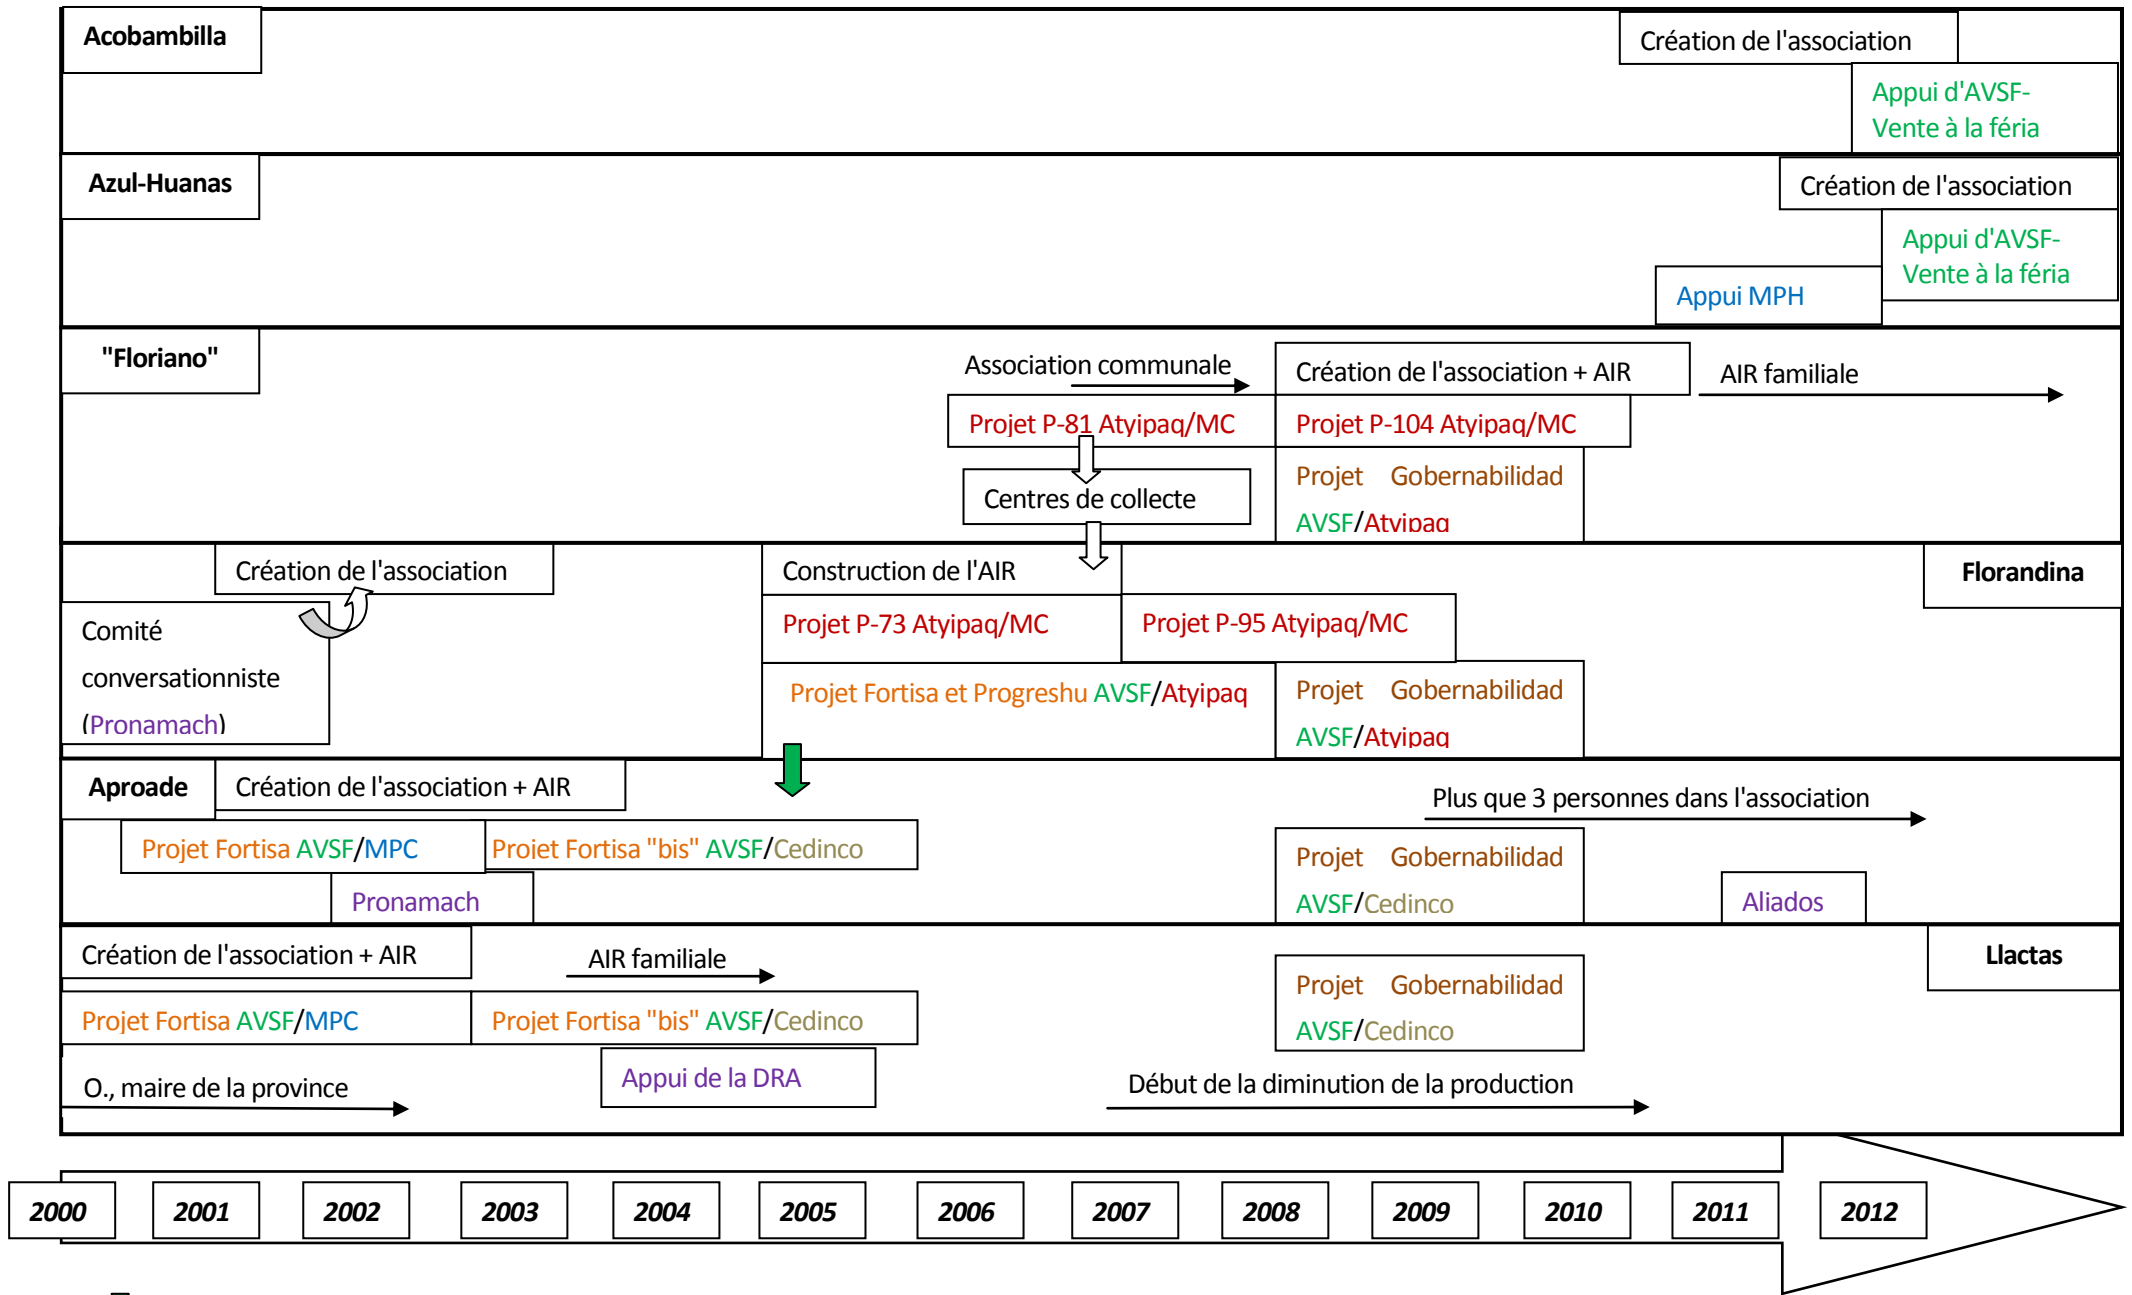 Acobambilla
Création de l'association
Appui d'AVSF-
Vente à la féria
Azul-Huanas
Création de l'association
Appui d'AVSF-
Vente à la féria
Appui MPH
"Floriano"
Association communale
Création de l'association + AIR
AIR familiale
Projet P-81 Atyipaq/MC
Projet P-104 Atyipaq/MC
Centres de collecte
Projet Gobernabilidad
AVSF/Atyipaq
Création de l'association
Construction de l'AIR
Florandina
Comité
conversationniste
(Pronamach)
Projet P-73 Atyipaq/MC
Projet P-95 Atyipaq/MC
Projet Fortisa et Progreshu AVSF/Atyipaq
Projet Gobernabilidad
AVSF/Atyipaq
Aproade
Création de l'association + AIR
Plus que 3 personnes dans l'association
Projet Fortisa AVSF/MPC
Projet Fortisa "bis" AVSF/Cedinco
Projet Gobernabilidad
AVSF/Cedinco
Pronamach
Aliados
Création de l'association + AIR
AIR familiale
Llactas
Projet Fortisa AVSF/MPC
Projet Fortisa "bis" AVSF/Cedinco
Projet Gobernabilidad
AVSF/Cedinco
O., maire de la province
Appui de la DRA
Début de la diminution de la production
2000 2001 2002 2003 2004 2005 2006 2007 2008 2009 2010 2011 2012